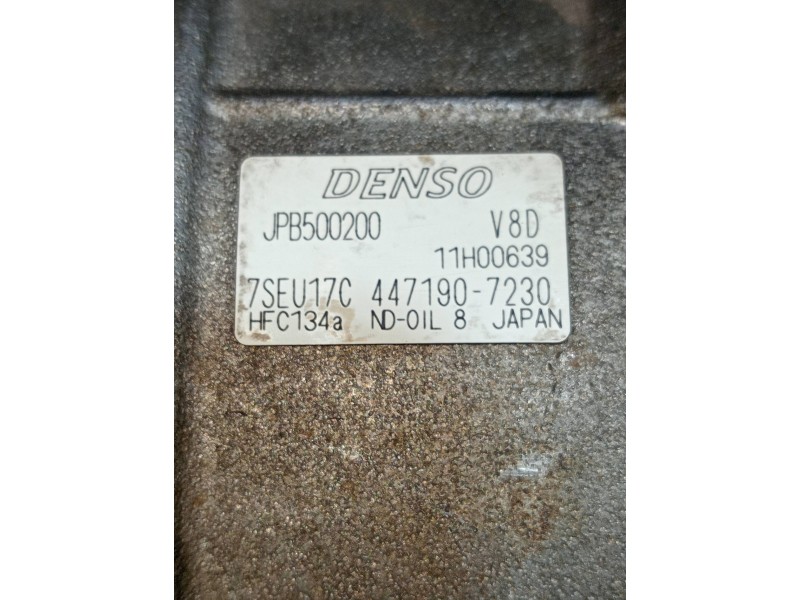 DENSO
JPB500200 V8D
11H00639
7SEU17C 447190-7230
HFC134a ND-OIL 8 JAPAN